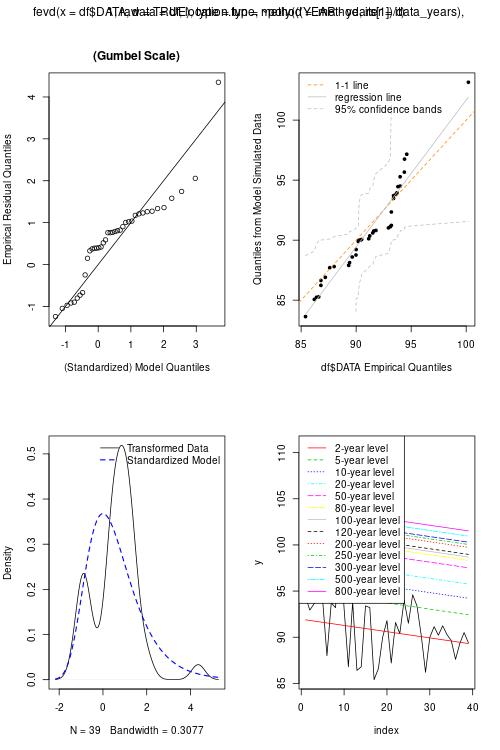 fevd(x = df$DATA,
(Gumbel Scale)
Empirical Residual Quantiles
-1 0 1 2 3 4
-1 0 1 2 3
(Standardized) Model Quantiles
1-1 line
regression line
95% confidence bands
Quantiles from Model Simulated Data
85 90 95 100
85 90 95 100
df$DATA Empirical Quantiles
Transformed Data
Standardized Model
Density
0.0 0.1 0.2 0.3 0.4 0.5
-2 0 2 4
N = 39 Bandwidth = 0.3077
2-year level
5-year level
10-year level
20-year level
50-year level
80-year level
100-year level
120-year level
200-year level
250-year level
300-year level
500-year level
800-year level
y
85 90 95 100 105 110
0 10 20 30 40
index